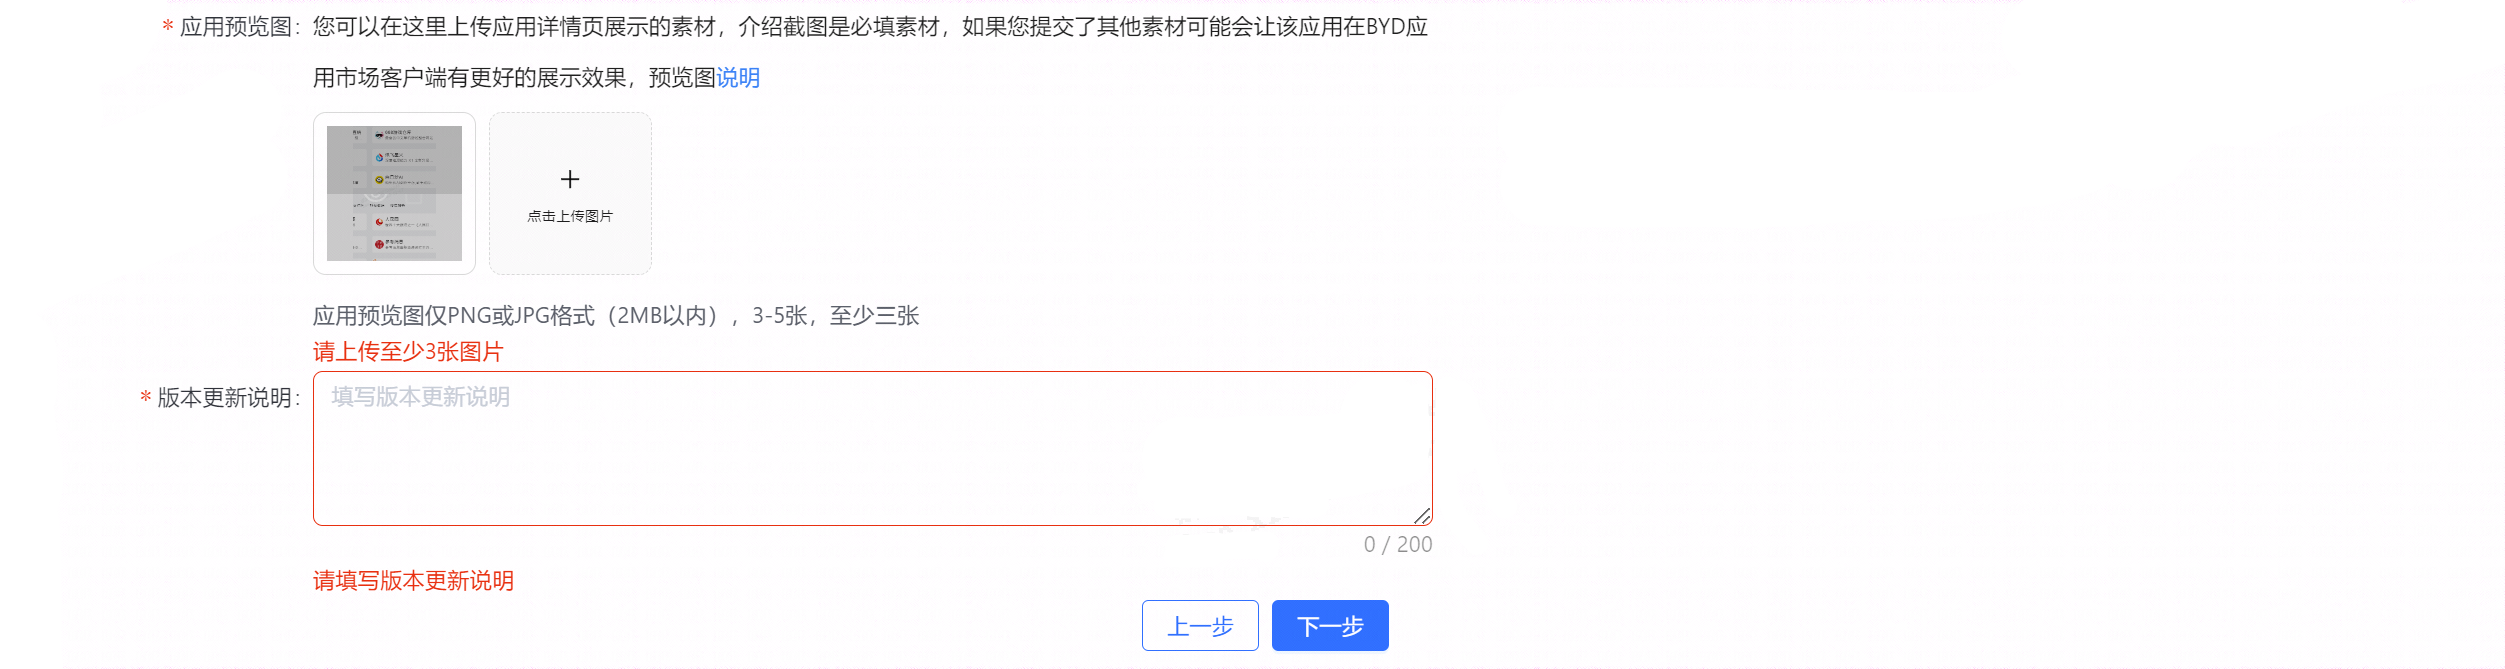 * 应用预览图：您可以在这里上传应用详情页展示的素材，介绍截图是必填素材，如果您提交了其他素材可能会让该应用在BYD应
用市场客户端有更好的展示效果，预览图说明
点击上传图片
应用预览图仅PNG或JPG格式（2MB以内），3-5张，至少三张
请上传至少3张图片
* 版本更新说明：
填写版本更新说明
0 / 200
请填写版本更新说明
上一步
下一步